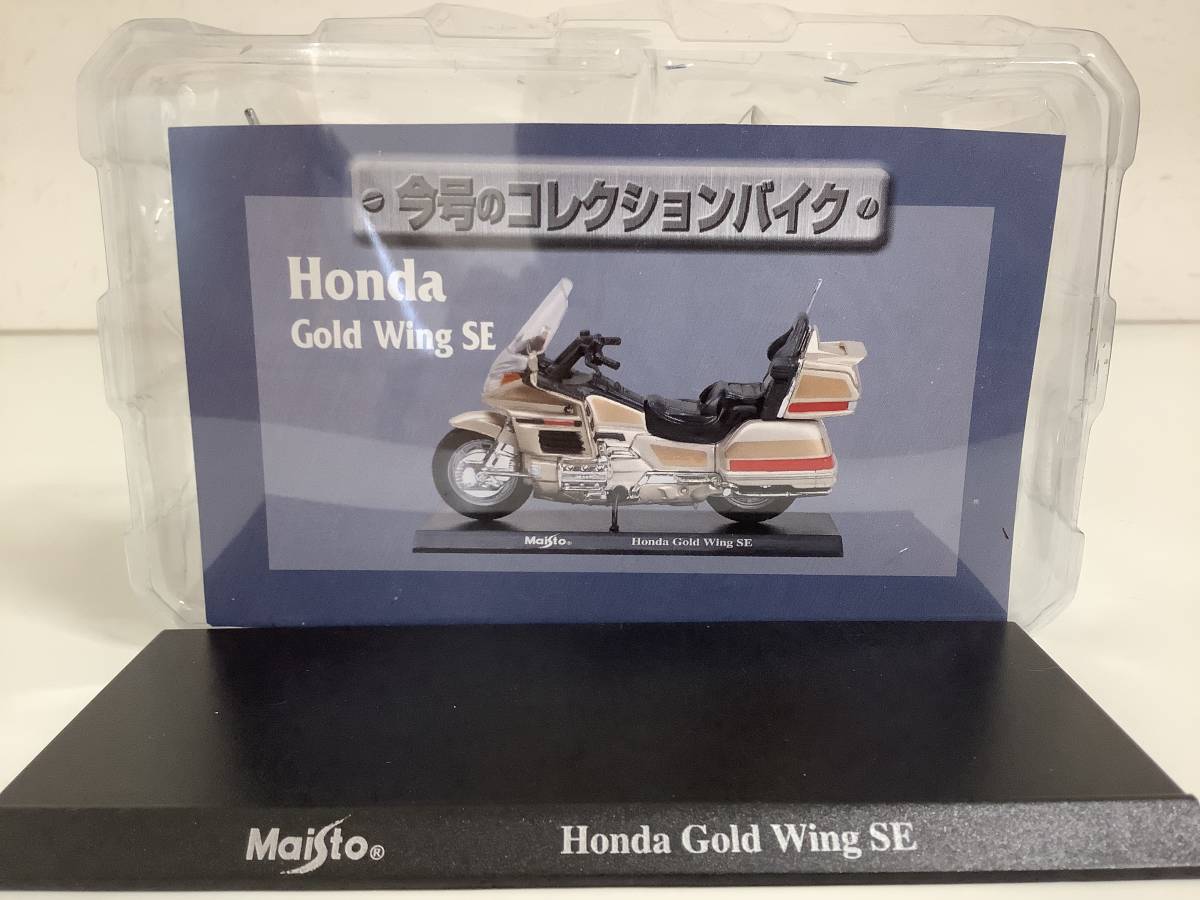 今号のコレクションバイク
Honda
Gold Wing SE
Maisto® Honda Gold Wing SE
Maisto® Honda Gold Wing SE